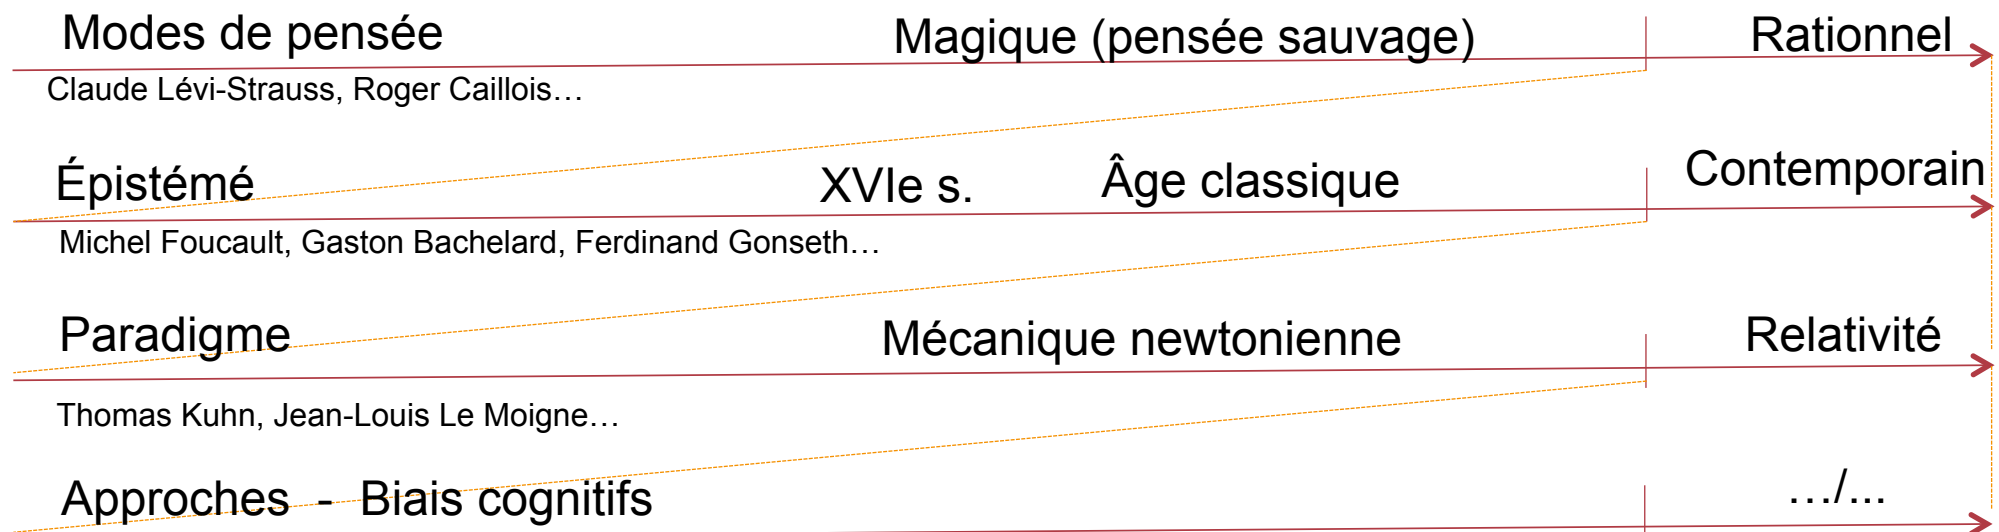 Modes de pensée Magique (pensée sauvage) Rationnel
Claude Lévi-Strauss, Roger Caillois…
Épistémé XVIe s. Âge classique Contemporain
Michel Foucault, Gaston Bachelard, Ferdinand Gonseth…
Paradigme Mécanique newtonienne Relativité
Thomas Kuhn, Jean-Louis Le Moigne…
Approches - Biais cognitifs …/...